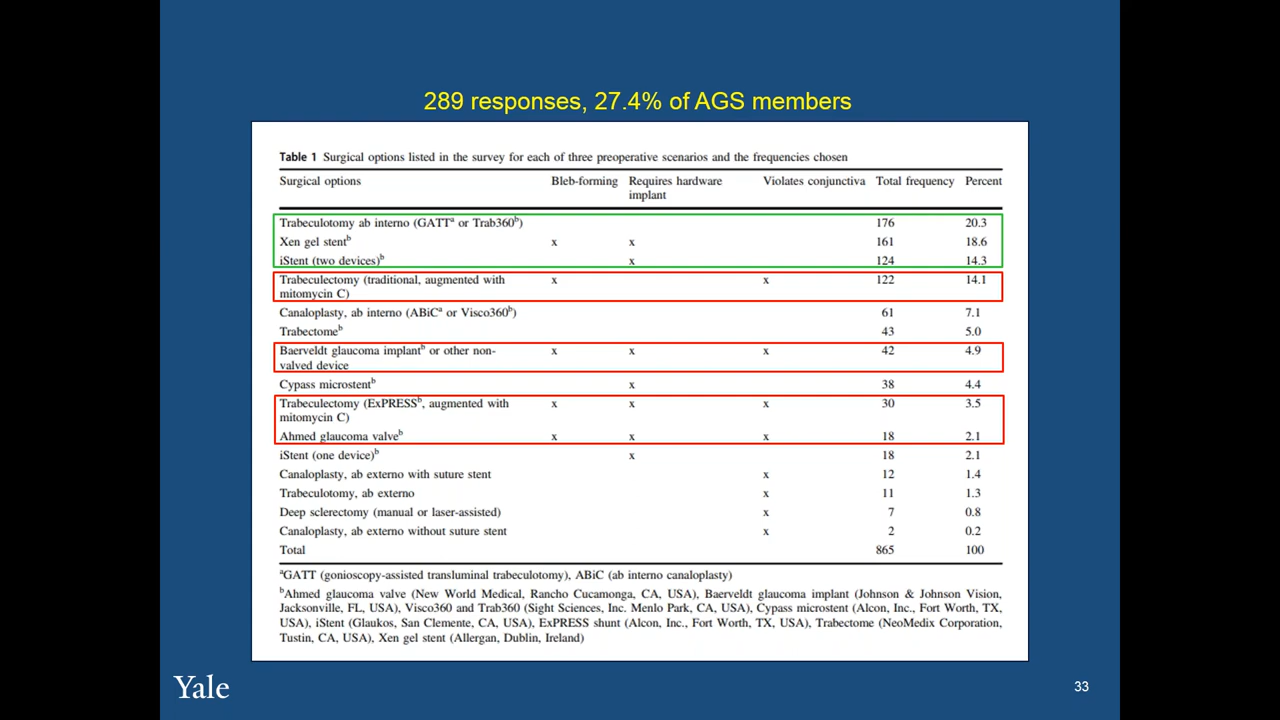 289 responses, 27.4% of AGS members
Table 1 Surgical options listed in the survey for each of three preoperative scenarios and the frequencies chosen
Surgical options Bleb-forming Requires hardware implant Violates conjunctiva Total frequency Percent
Trabeculotomy ab interno (GATTᵃ or Trab360ᵇ) 176 20.3
Xen gel stentᵇ x x 161 18.6
iStent (two devices)ᵇ x 124 14.3
Trabeculectomy (traditional, augmented with x x 122 14.1
mitomycin C)
Canaloplasty, ab interno (ABiCᵃ or Visco360ᵇ) 61 7.1
Trabectomeᵇ 43 5.0
Baerveldt glaucoma implantᵇ or other non- x x x 42 4.9
valved device
Cypass microstentᵇ x 38 4.4
Trabeculectomy (ExPRESSᵇ, augmented with x x x 30 3.5
mitomycin C)
Ahmed glaucoma valveᵇ x x x 18 2.1
iStent (one device)ᵇ x 18 2.1
Canaloplasty, ab externo with suture stent x 12 1.4
Trabeculotomy, ab externo x 11 1.3
Deep sclerectomy (manual or laser-assisted) x 7 0.8
Canaloplasty, ab externo without suture stent x 2 0.2
Total 865 100
ᵃGATT (gonioscopy-assisted transluminal trabeculotomy), ABiC (ab interno canaloplasty)
ᵇAhmed glaucoma valve (New World Medical, Rancho Cucamonga, CA, USA), Baerveldt glaucoma implant (Johnson & Johnson Vision,
Jacksonville, FL, USA), Visco360 and Trab360 (Sight Sciences, Inc. Menlo Park, CA, USA), Cypass microstent (Alcon, Inc., Fort Worth, TX,
USA), iStent (Glaukos, San Clemente, CA, USA), ExPRESS shunt (Alcon, Inc., Fort Worth, TX, USA), Trabectome (NeoMedix Corporation,
Tustin, CA, USA), Xen gel stent (Allergan, Dublin, Ireland)
Yale
33